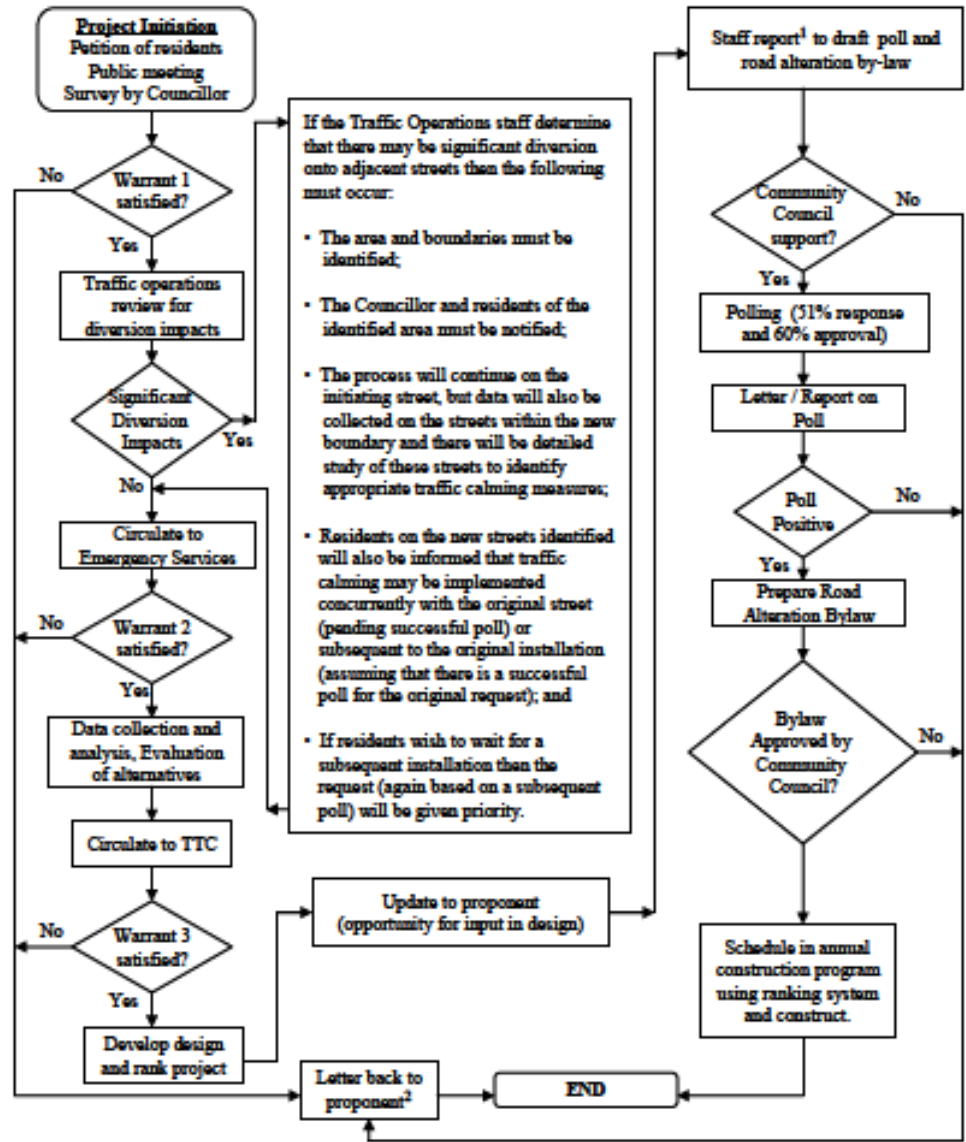 Project Initiation
Petition of residents
Public meeting
Survey by Councillor
No
Warrant 1
satisfied?
Yes
Traffic operations
review for
diversion impacts
Significant
Diversion
Impacts
Yes
No
Circulate to
Emergency Services
No
Warrant 2
satisfied?
Yes
Data collection and
analysis, Evaluation
of alternatives
Circulate to TTC
No
Warrant 3
satisfied?
Yes
Develop design
and rank project
If the Traffic Operations staff determine
that there may be significant diversion
onto adjacent streets then the following
must occur:
• The area and boundaries must be
identified;
• The Councillor and residents of the
identified area must be notified;
• The process will continue on the
initiating street, but data will also be
collected on the streets within the new
boundary and there will be detailed
study of these streets to identify
appropriate traffic calming measures;
• Residents on the new streets identified
will also be informed that traffic
calming may be implemented
concurrently with the original street
(pending successful poll) or
subsequent to the original installation
(assuming that there is a successful
poll for the original request); and
• If residents wish to wait for a
subsequent installation then the
request (again based on a subsequent
poll) will be given priority.
Update to proponent
(opportunity for input in design)
Staff report¹ to draft poll and
road alteration by-law
Community
Council
support?
No
Yes
Polling (51% response
and 60% approval)
Letter / Report on
Poll
Poll
Positive
No
Yes
Prepare Road
Alteration Bylaw
Bylaw
Approved by
Community
Council?
No
Schedule in annual
construction program
using ranking system
and construct.
Letter back to
proponent²
END